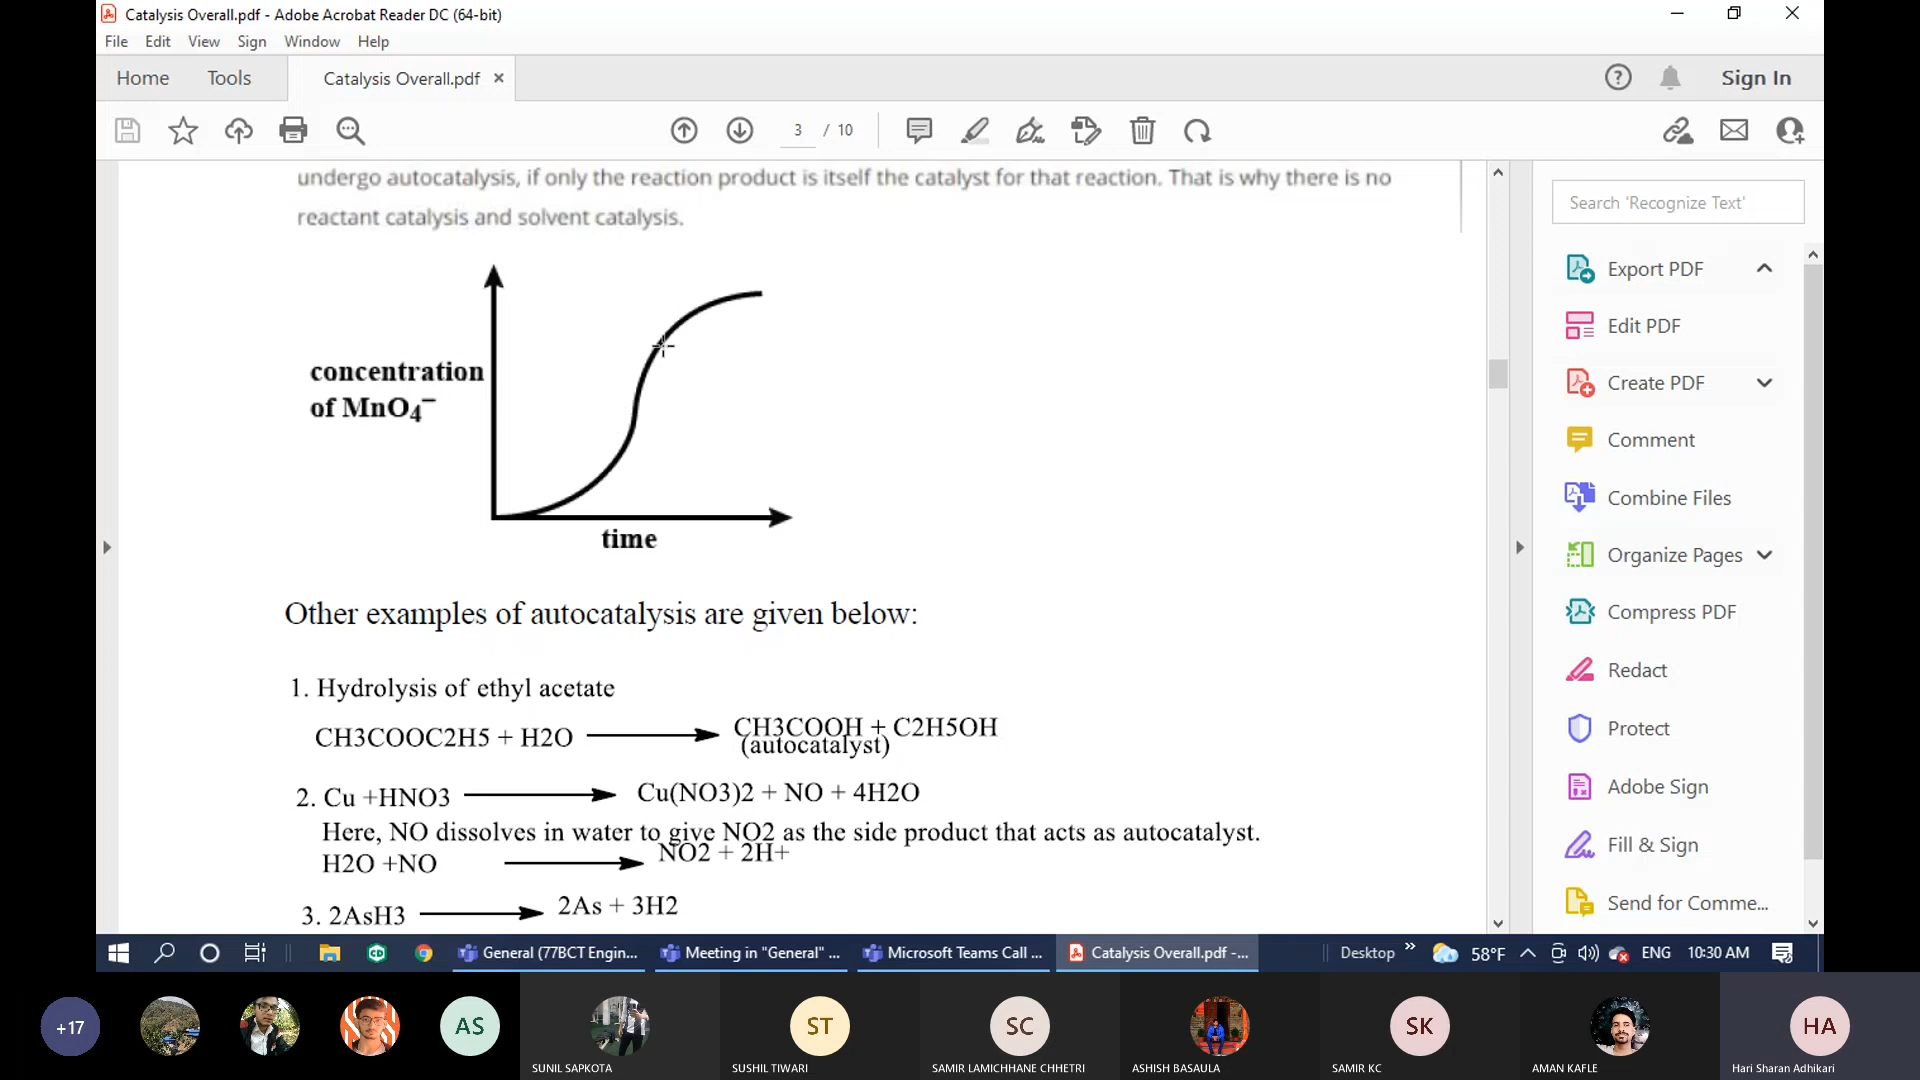 Catalysis Overall.pdf - Adobe Acrobat Reader DC (64-bit)
File Edit View Sign Window Help
Home Tools Catalysis Overall.pdf × Sign In
3 / 10
undergo autocatalysis, if only the reaction product is itself the catalyst for that reaction. That is why there is no
reactant catalysis and solvent catalysis.
concentration
of MnO4−
time
Other examples of autocatalysis are given below:
1. Hydrolysis of ethyl acetate
CH3COOC2H5 + H2O ⟶ CH3COOH + C2H5OH
(autocatalyst)
2. Cu +HNO3 ⟶ Cu(NO3)2 + NO + 4H2O
Here, NO dissolves in water to give NO2 as the side product that acts as autocatalyst.
H2O +NO ⟶ NO2 + 2H+
3. 2AsH3 ⟶ 2As + 3H2
Search 'Recognize Text'
Export PDF
Edit PDF
Create PDF
Comment
Combine Files
Organize Pages
Compress PDF
Redact
Protect
Adobe Sign
Fill & Sign
Send for Comme...
General (77BCT Engin... Meeting in "General" ... Microsoft Teams Call ... Catalysis Overall.pdf -... Desktop » 58°F ENG 10:30 AM
+17 AS ST SC SK HA
SUNIL SAPKOTA SUSHIL TIWARI SAMIR LAMICHHANE CHHETRI ASHISH BASAULA SAMIR KC AMAN KAFLE Hari Sharan Adhikari